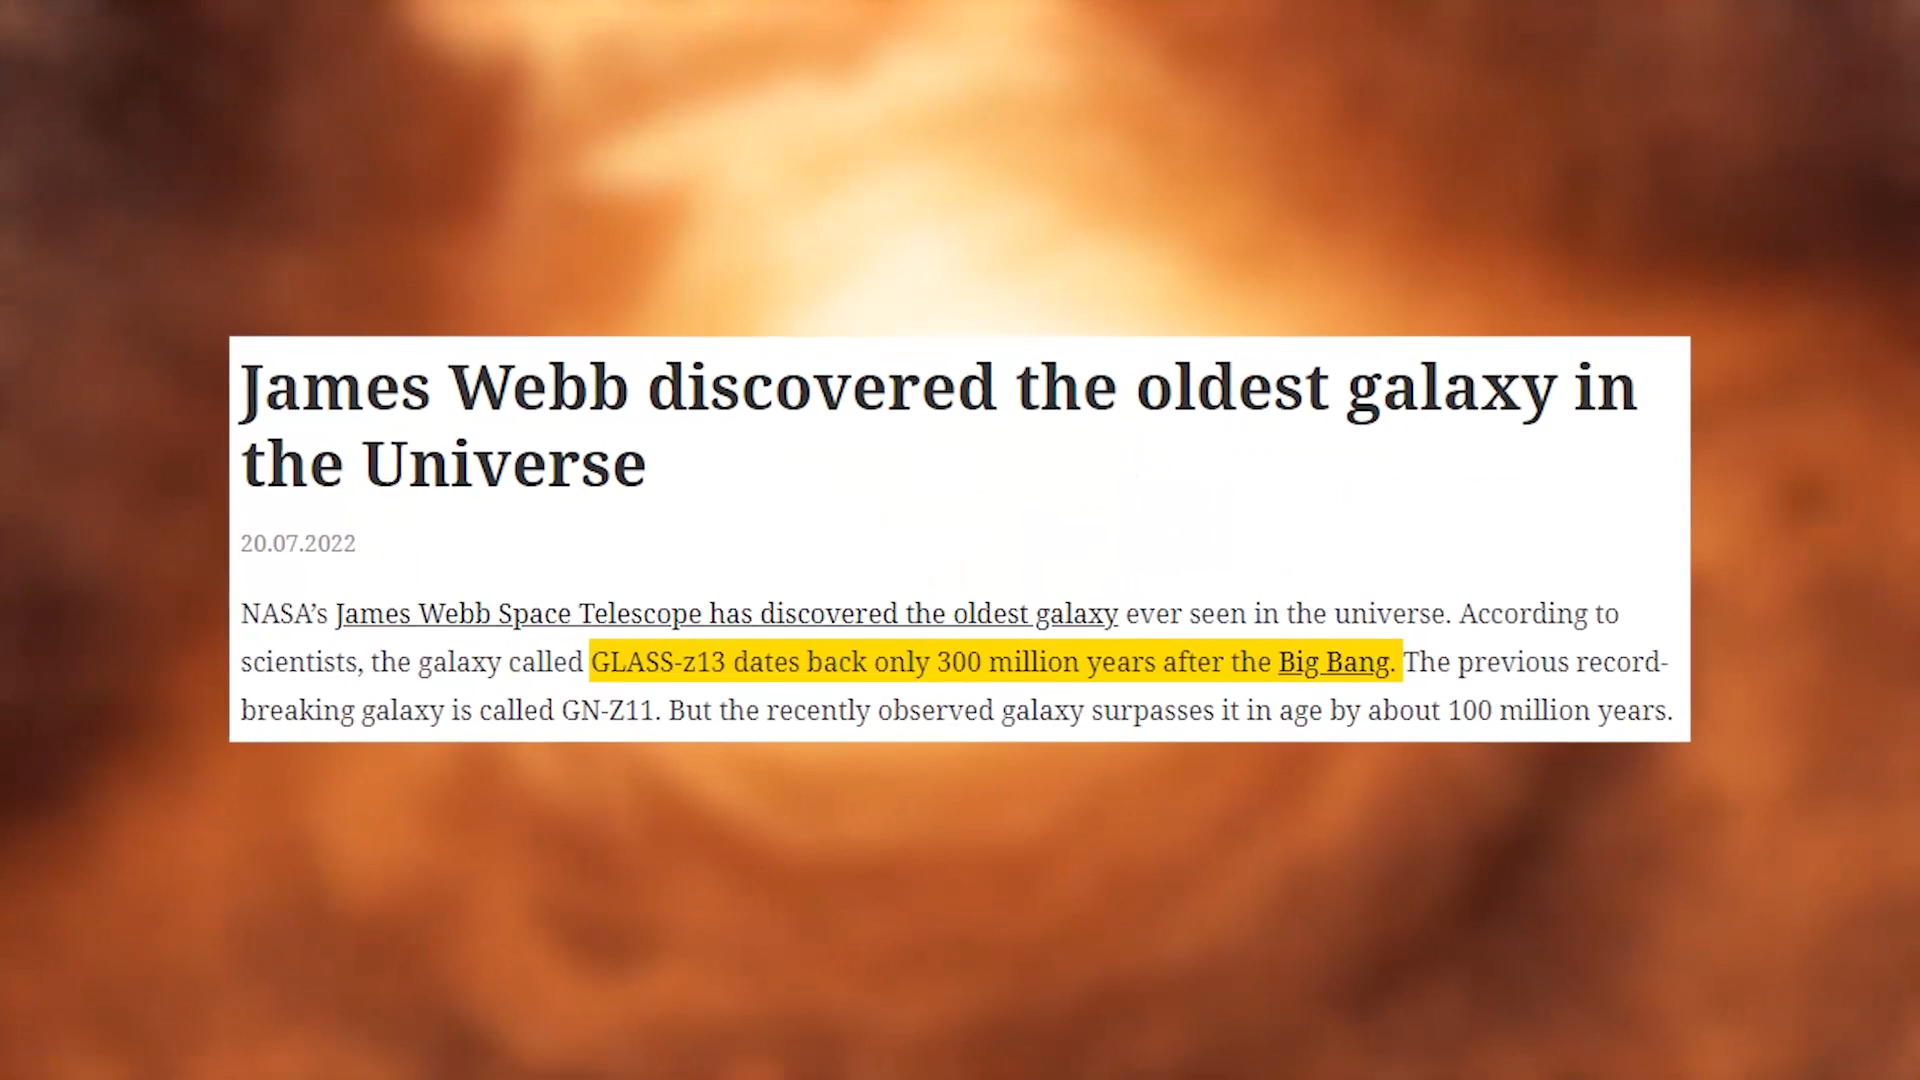 James Webb discovered the oldest galaxy in
the Universe
20.07.2022
NASA’s James Webb Space Telescope has discovered the oldest galaxy ever seen in the universe. According to
scientists, the galaxy called GLASS-z13 dates back only 300 million years after the Big Bang. The previous record-
breaking galaxy is called GN-Z11. But the recently observed galaxy surpasses it in age by about 100 million years.